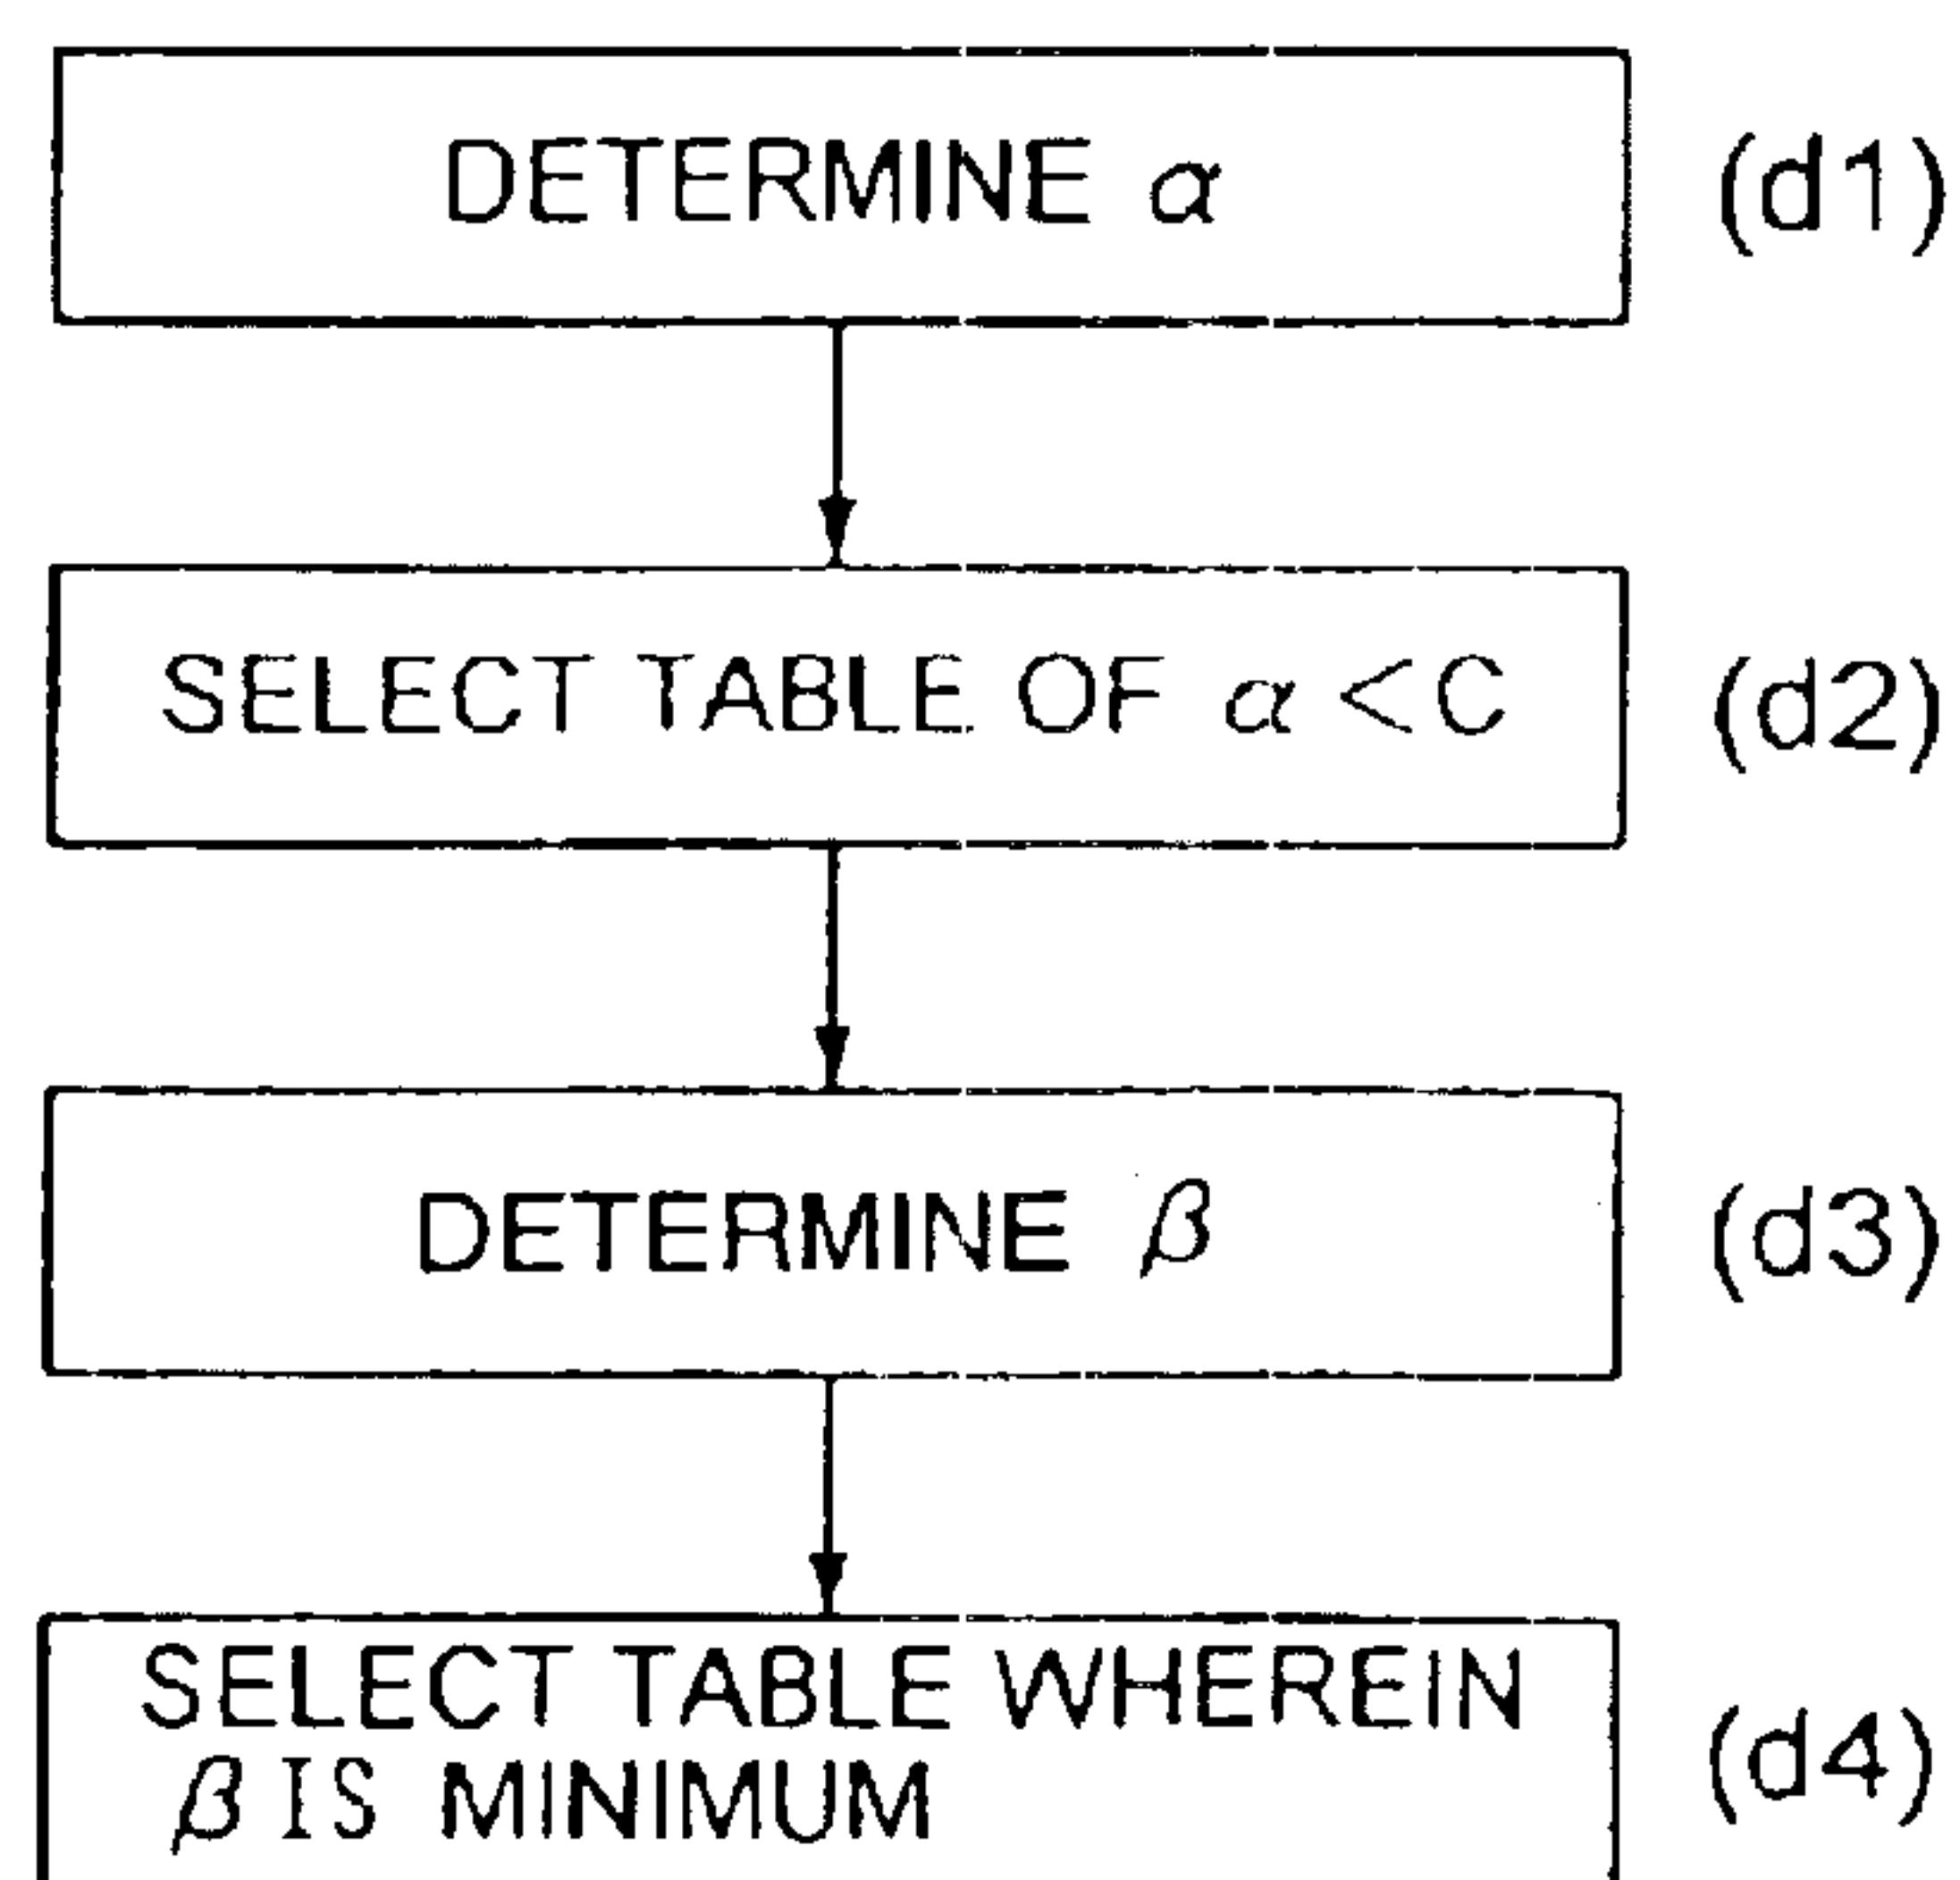 DETERMINE α (d1)
SELECT TABLE OF α < C (d2)
DETERMINE β (d3)
SELECT TABLE WHEREIN
β IS MINIMUM
(d4)